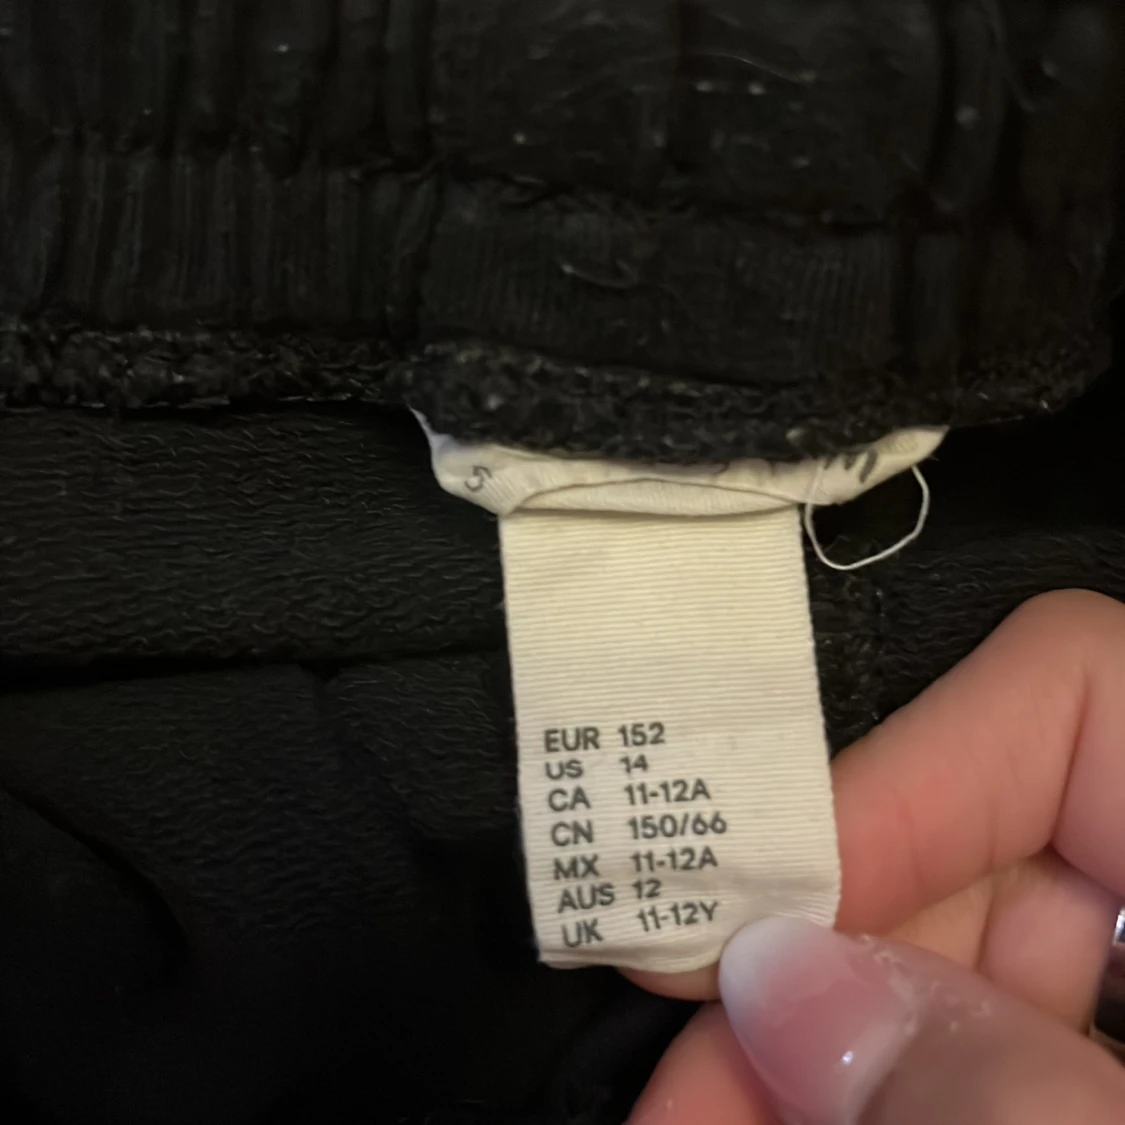 EUR 152
US 14
CA 11-12A
CN 150/66
MX 11-12A
AUS 12
UK 11-12Y